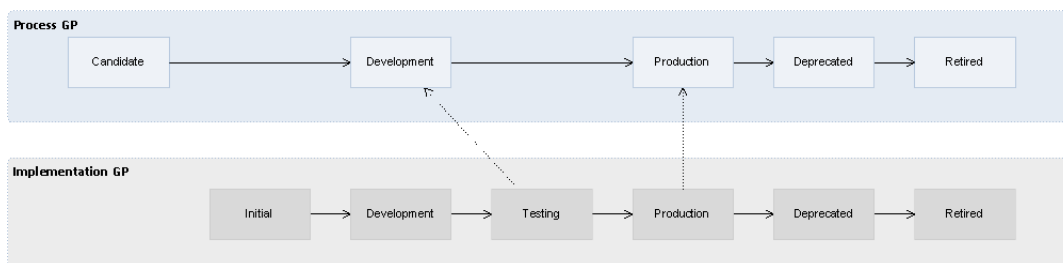 Process GP
Candidate
Development
Production
Deprecated
Retired
Implementation GP
Initial
Development
Testing
Production
Deprecated
Retired